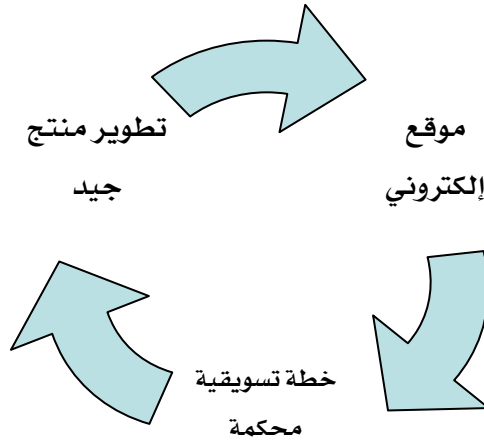 تطوير منتج
جيد
موقع
إلكتروني
خطة تسويقية
محكمة